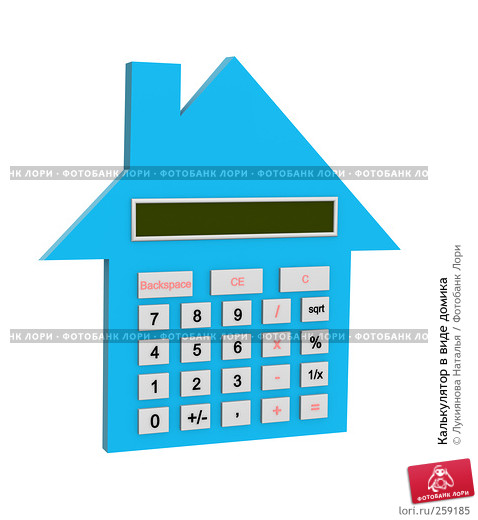 НК ЛОРИ - ФОТОБАНК ЛОРИ - ФОТОБАНК ЛОРИ - ФОТОБАНК ЛОРИ - ФОТОБАНК Л
Backspace CE C
7 8 9 / sqrt
НК ЛОРИ - ФОТОБАНК ЛОРИ - ФОТОБАНК ЛОРИ - ФОТОБАНК ЛОРИ - ФОТОБАНК Л
4 5 6 x %
1 2 3 - 1/x
0 +/- , + =
Калькулятор в виде домика
© Лукиянова Наталья / Фотобанк Лори
ФОТОБАНК ЛОРИ
lori.ru/259185